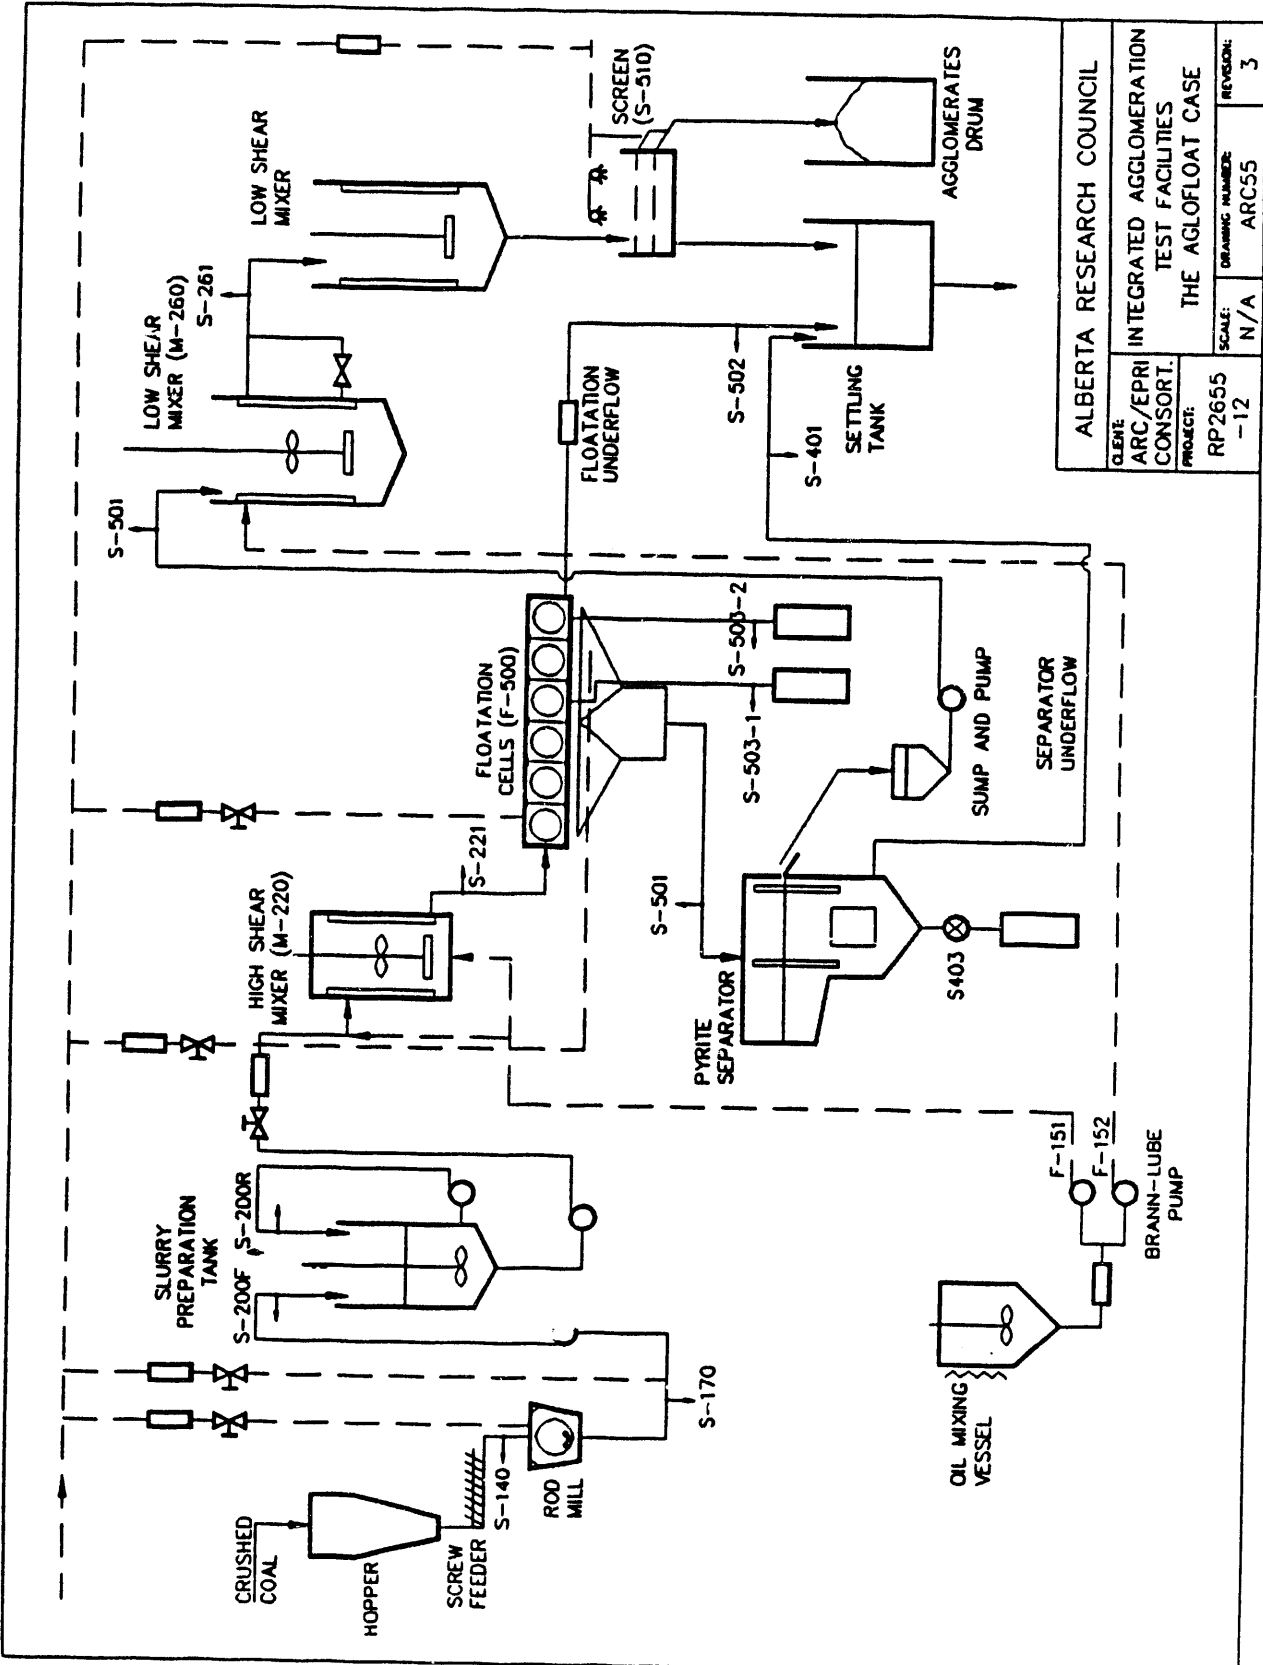 CRUSHED
COAL
HOPPER
SCREW
FEEDER
S-140
ROD
MILL
S-170
SLURRY
PREPARATION
TANK
S-200F
S-200R
HIGH SHEAR
MIXER (M-220)
S-221
FLOATATION
CELLS (F-500)
S-503-1
S-503-2
S-501
PYRITE
SEPARATOR
S403
SUMP AND PUMP
SEPARATOR
UNDERFLOW
OIL MIXING
VESSEL
F-151
F-152
BRANN-LUBE
PUMP
S-501
LOW SHEAR
MIXER (M-260)
S-261
LOW SHEAR
MIXER
FLOATATION
UNDERFLOW
S-502
S-401
SETTLING
TANK
SCREEN
(S-510)
AGGLOMERATES
DRUM
ALBERTA RESEARCH COUNCIL
CLIENT:
ARC/EPRI
CONSORT.
INTEGRATED AGGLOMERATION
TEST FACILITIES
THE AGLOFLOAT CASE
PROJECT:
RP2655
-12
SCALE:
N/A
DRAWING NUMBER:
ARC55
REVISION:
3